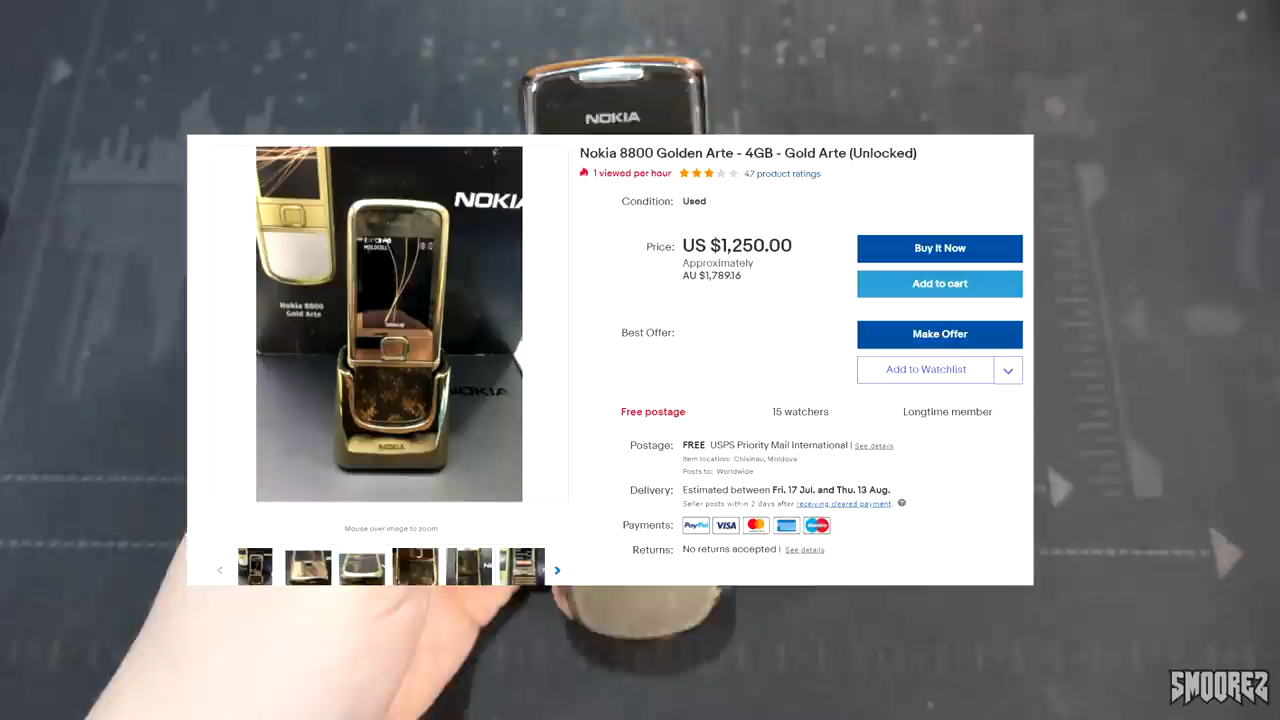 NOKIA
Nokia 8800 Golden Arte - 4GB - Gold Arte (Unlocked)
1 viewed per hour
47 product ratings
Condition: Used
Price: US $1,250.00
Approximately
AU $1,789.16
Buy It Now
Add to cart
Best Offer:
Make Offer
Add to Watchlist
Free postage
15 watchers
Longtime member
Postage: FREE USPS Priority Mail International | See details
Item location: Chisinau, Moldova
Posts to: Worldwide
Delivery: Estimated between Fri. 17 Jul. and Thu. 13 Aug.
Seller posts within 2 days after receiving cleared payment.
Payments: PayPal VISA
Returns: No returns accepted | See details
NOKIA
MOLDCELL
Nokia 8800
Gold Arte
NOKIA
NOKIA
Mouse over image to zoom
SMOOREZ